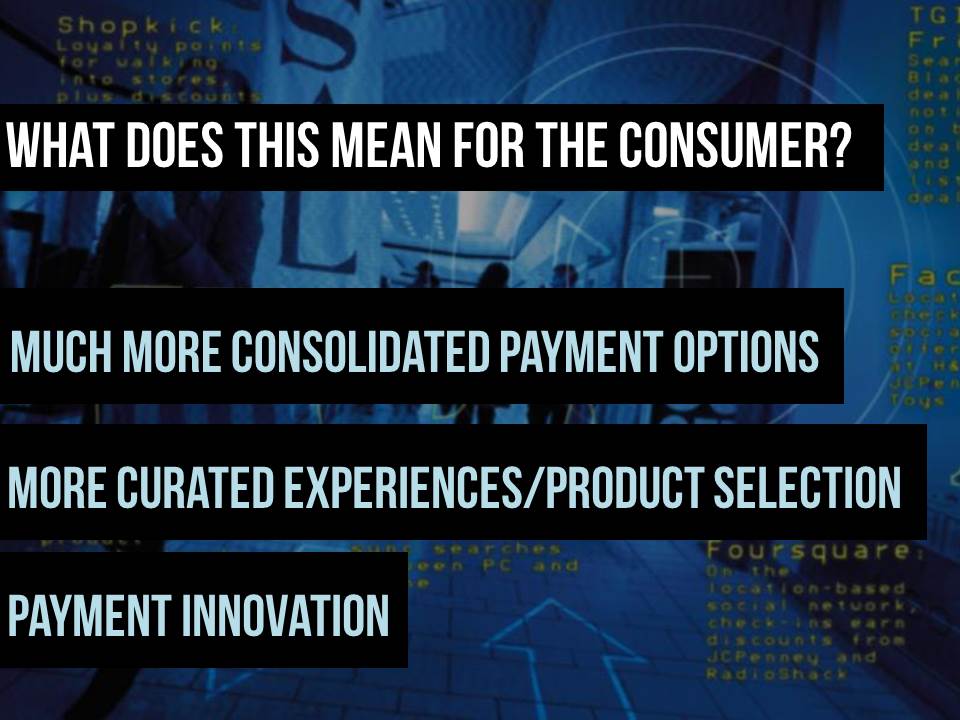 Shopkick:
Loyalty points
for walking
into stores,
plus discounts
TGI
Fri
Sear
Blac
deal
noti
on b
deal
and
list
deal
WHAT DOES THIS MEAN FOR THE CONSUMER?
S
A
L
Fac
Locat
check
socia
offer
at H&
JCPen
Toys
MUCH MORE CONSOLIDATED PAYMENT OPTIONS
MORE CURATED EXPERIENCES/PRODUCT SELECTION
product
sync searches
een PC and
PAYMENT INNOVATION
Foursquare:
On the
location-based
social network,
check-ins earn
discounts from
JCPenney and
RadioShack